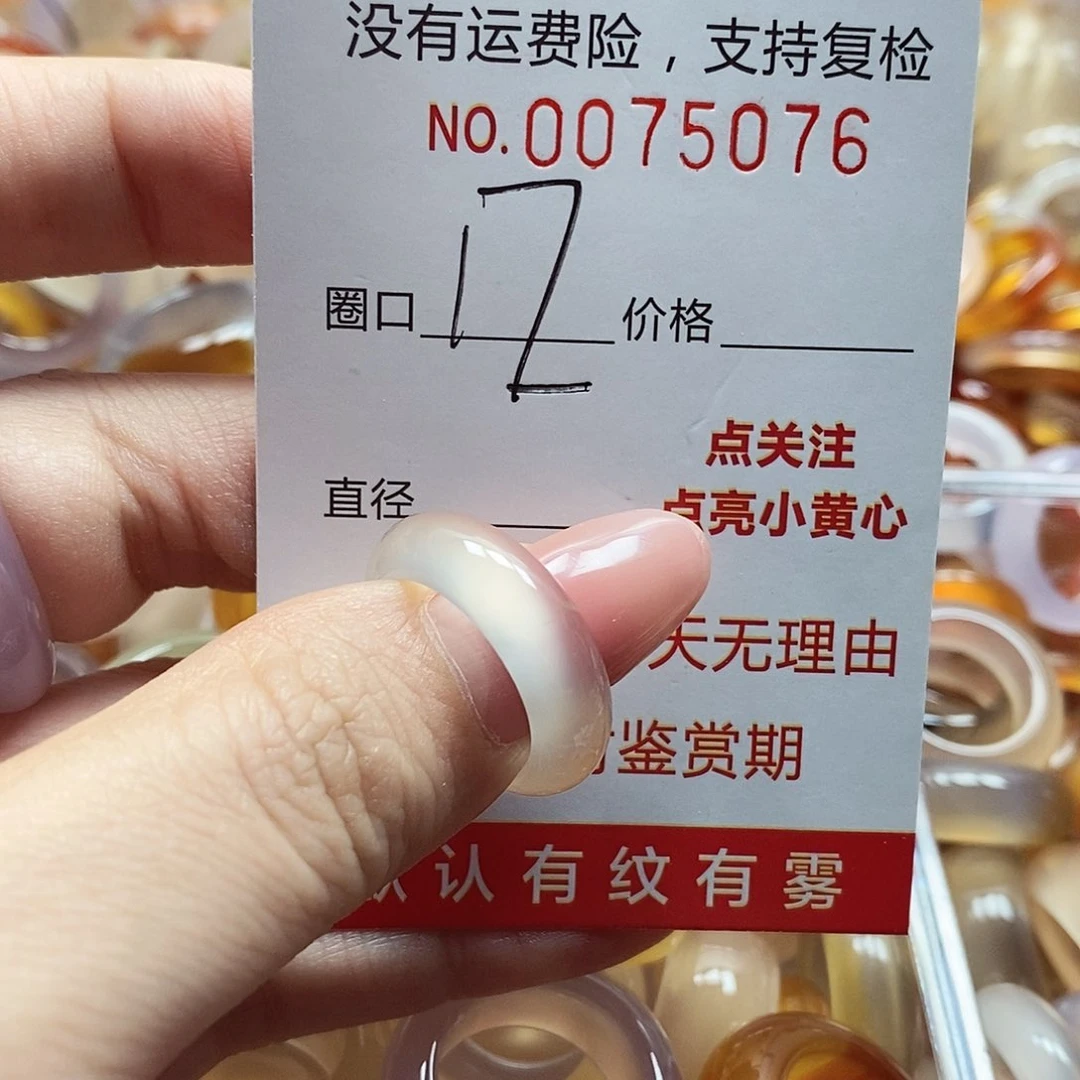 没有运费险，支持复检
NO.0075076
圈口 12 价格
点关注
直径
点亮小黄心
天无理由
鉴赏期
认有纹有雾